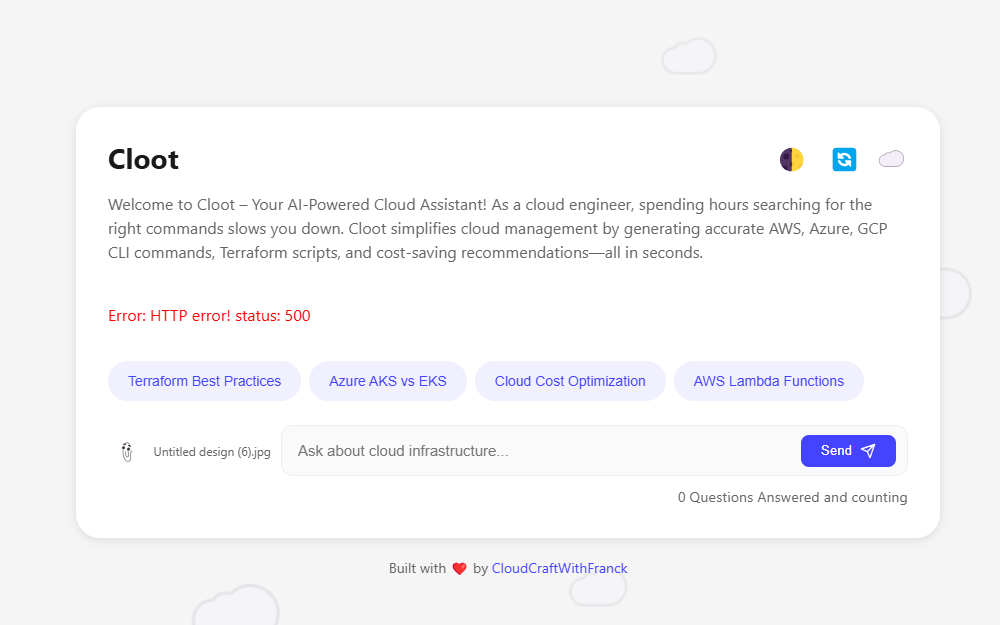 Cloot
Welcome to Cloot – Your AI-Powered Cloud Assistant! As a cloud engineer, spending hours searching for the
right commands slows you down. Cloot simplifies cloud management by generating accurate AWS, Azure, GCP
CLI commands, Terraform scripts, and cost-saving recommendations—all in seconds.
Error: HTTP error! status: 500
Terraform Best Practices
Azure AKS vs EKS
Cloud Cost Optimization
AWS Lambda Functions
Untitled design (6).jpg
Ask about cloud infrastructure...
Send
0 Questions Answered and counting
Built with ❤️ by CloudCraftWithFranck